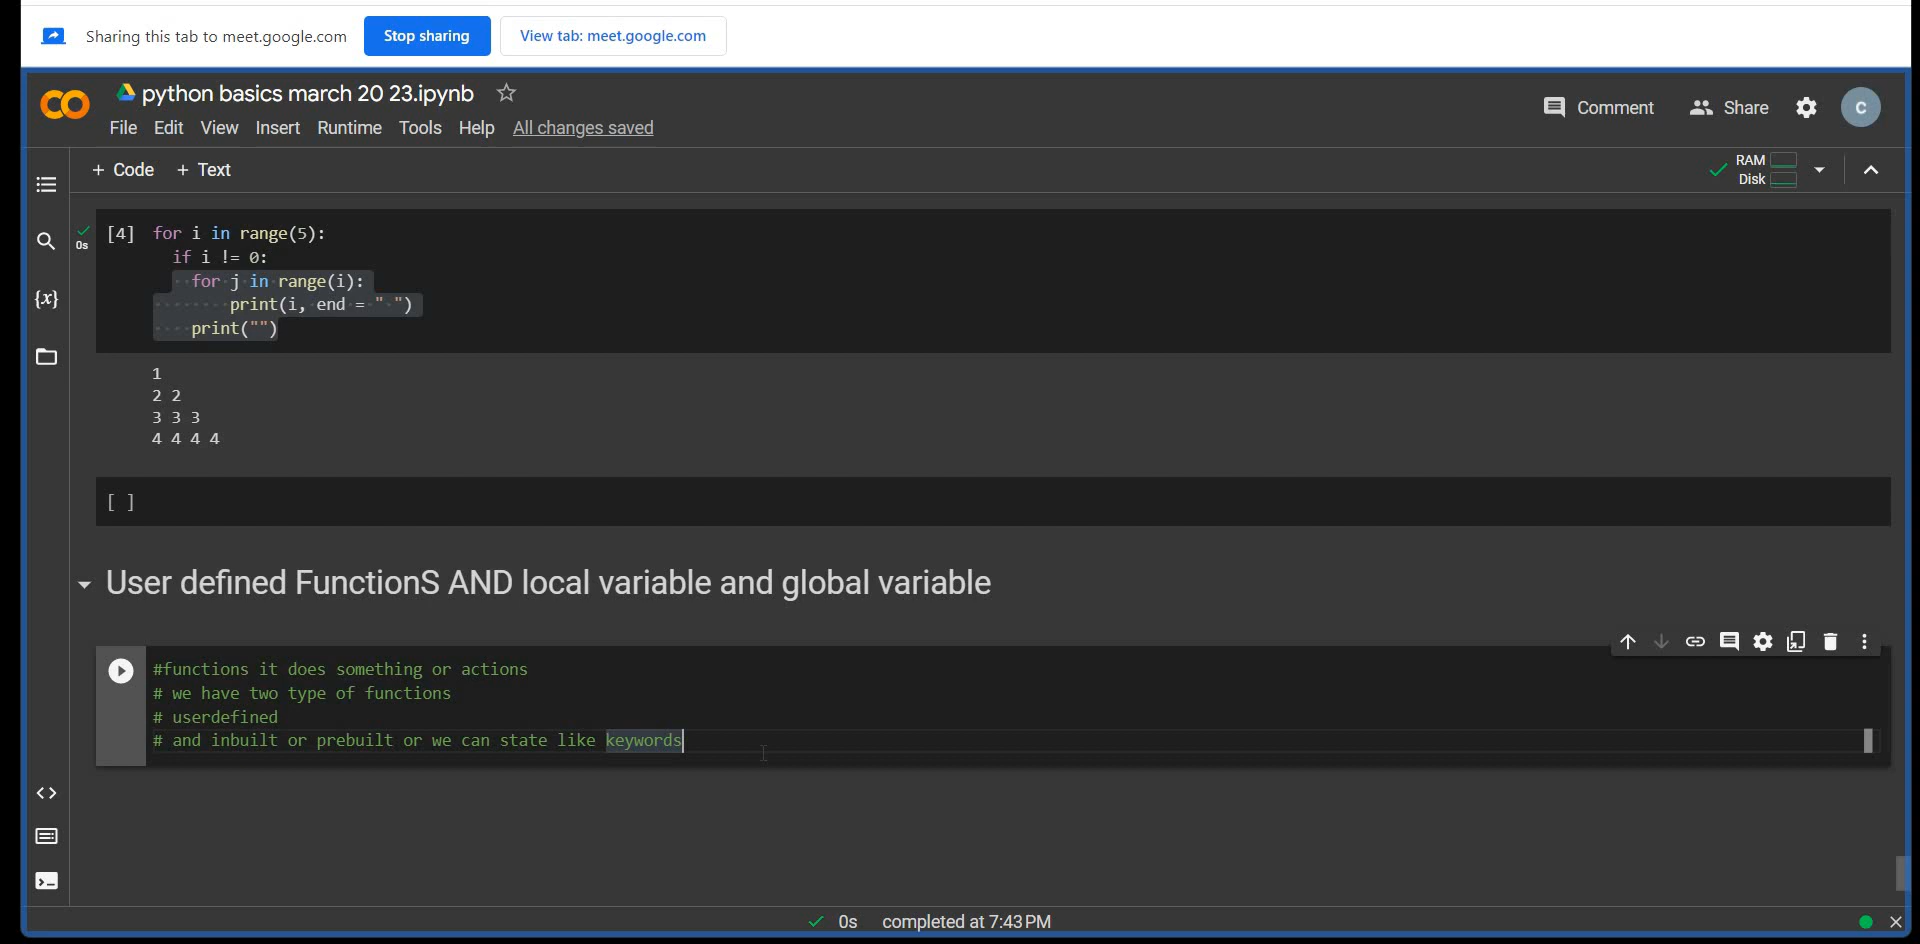 Sharing this tab to meet.google.com Stop sharing View tab: meet.google.com
python basics march 20 23.ipynb
File Edit View Insert Runtime Tools Help All changes saved
Comment Share C
+ Code + Text
RAM
Disk
[4] for i in range(5):
0s
if i != 0:
for j in range(i):
print(i, end = " ")
print("")
1
2 2
3 3 3
4 4 4 4
[ ]
User defined FunctionS AND local variable and global variable
#functions it does something or actions
# we have two type of functions
# userdefined
# and inbuilt or prebuilt or we can state like keywords
0s completed at 7:43 PM